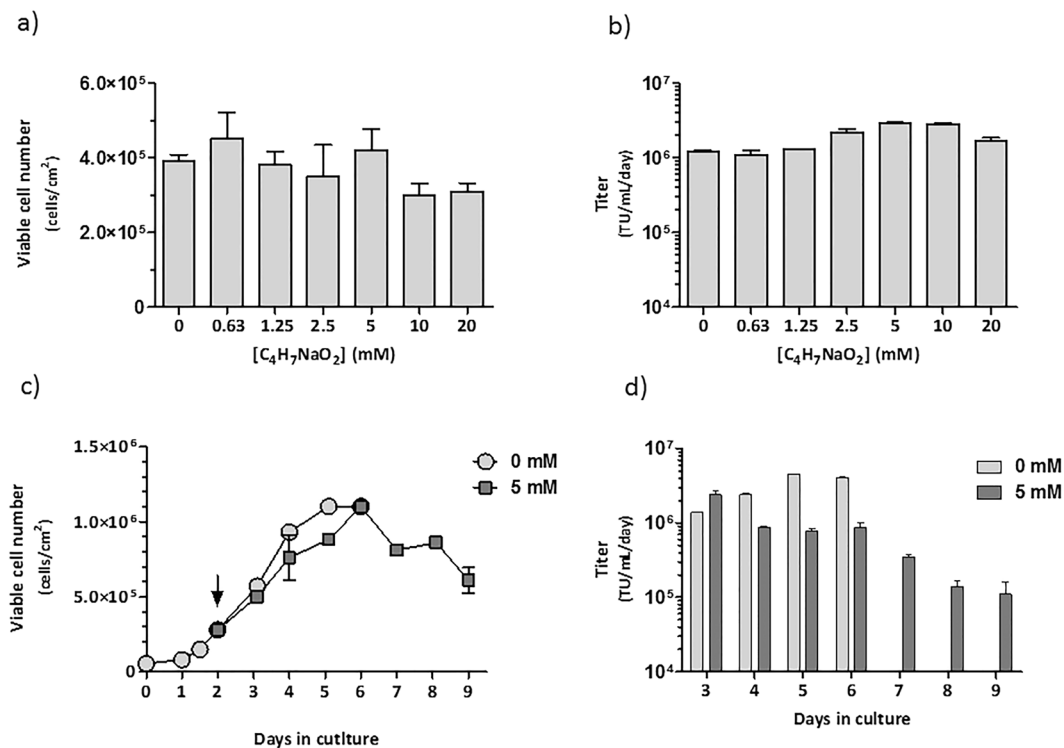 a)
Viable cell number
(cells/cm²)
6.0×10⁵
4.0×10⁵
2.0×10⁵
0
0 0.63 1.25 2.5 5 10 20
[C₄H₇NaO₂] (mM)
b)
Titer
(TU/mL/day)
10⁷
10⁶
10⁵
10⁴
0 0.63 1.25 2.5 5 10 20
[C₄H₇NaO₂] (mM)
c)
Viable cell number
(cells/cm²)
1.5×10⁶
1.0×10⁶
5.0×10⁵
0
0 1 2 3 4 5 6 7 8 9
Days in cutlture
0 mM
5 mM
d)
Titer
(TU/mL/day)
10⁷
10⁶
10⁵
10⁴
3 4 5 6 7 8 9
Days in culture
0 mM
5 mM